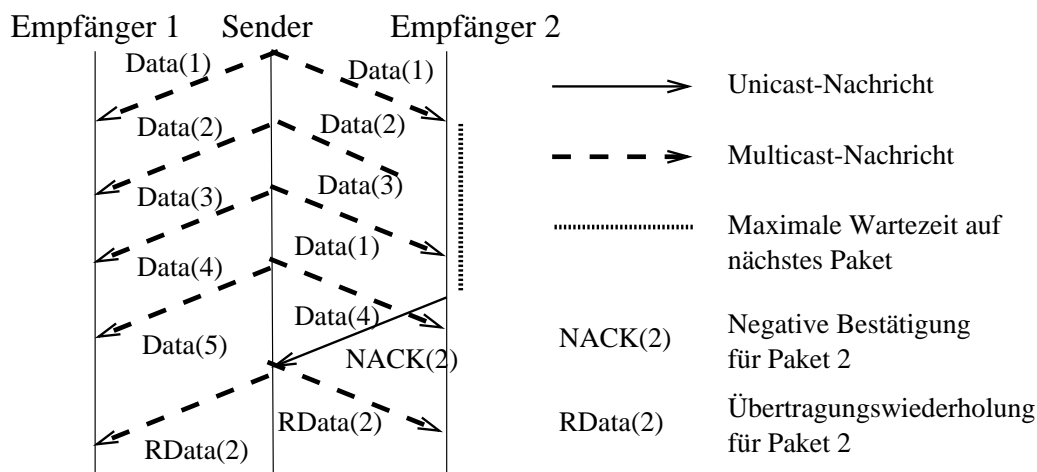 Empfänger 1 Sender Empfänger 2
Data(1) Data(1)
Data(2) Data(2)
Data(3) Data(3)
Data(4) Data(1)
Data(5) Data(4)
NACK(2)
RData(2) RData(2)
Unicast-Nachricht
Multicast-Nachricht
Maximale Wartezeit auf
nächstes Paket
NACK(2) Negative Bestätigung
für Paket 2
RData(2) Übertragungswiederholung
für Paket 2